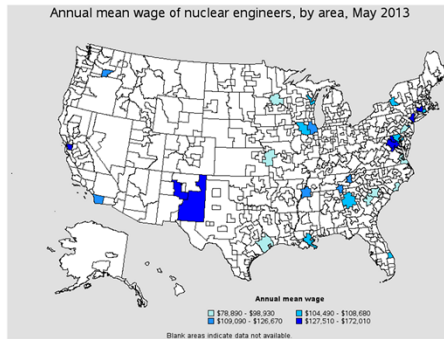 Annual mean wage of nuclear engineers, by area, May 2013
Annual mean wage
$78,890 - $98,930
$104,490 - $108,680
$109,090 - $126,670
$127,510 - $172,010
Blank areas indicate data not available.